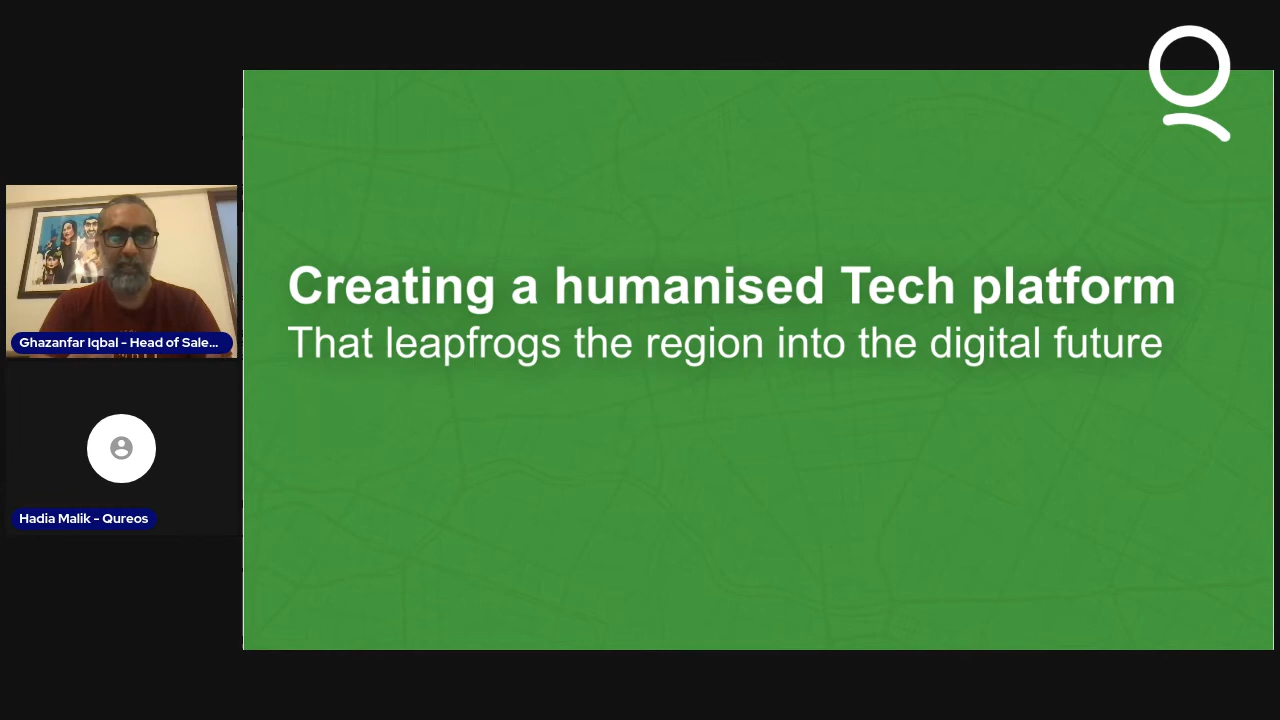 Creating a humanised Tech platform
That leapfrogs the region into the digital future
Ghazanfar Iqbal - Head of Sale...
Hadia Malik - Qureos